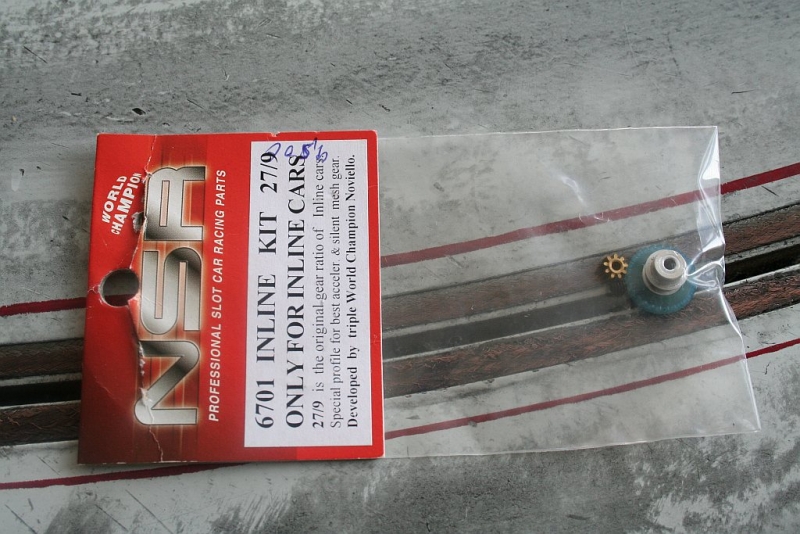 WORLD
CHAMPION
NSR
PROFESSIONAL SLOT CAR RACING PARTS
6701 INLINE KIT 27/9
ONLY FOR INLINE CARS
27/9 is the original gear ratio of Inline cars.
Special profile for best acceler & silent mesh gear.
Developed by triple World Champion Noviello.